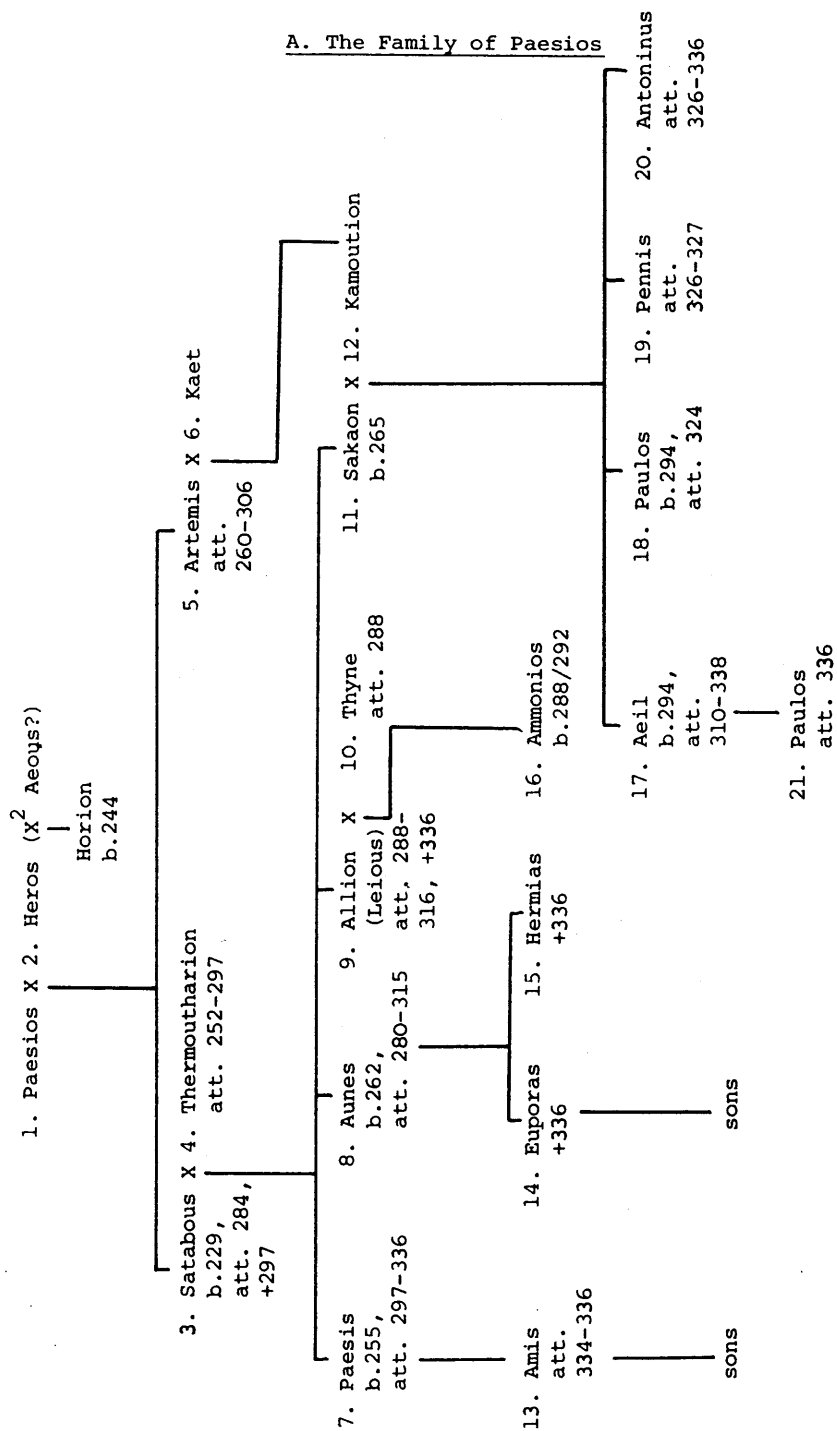 A. The Family of Paesios
1. Paesios X 2. Heros (X² Aeoụs?)
Horion
b.244
3. Satabous X 4. Thermoutharion
b.229,
att. 284,
+297
att. 252-297
5. Artemis X 6. Kaet
att.
260-306
7. Paesis
b.255,
att. 297-336
8. Aunes
b.262,
att. 280-315
9. Allion X 10. Thyne
(Leious)
att. 288-
316, +336
att. 288
11. Sakaon X 12. Kamoution
b.265
13. Amis
att.
334-336
14. Euporas
+336
15. Hermias
+336
16. Ammonios
b.288/292
17. Aeil
b.294,
att.
310-338
18. Paulos
b.294,
att. 324
19. Pennis
att.
326-327
20. Antoninus
att.
326-336
sons
sons
21. Paulos
att. 336